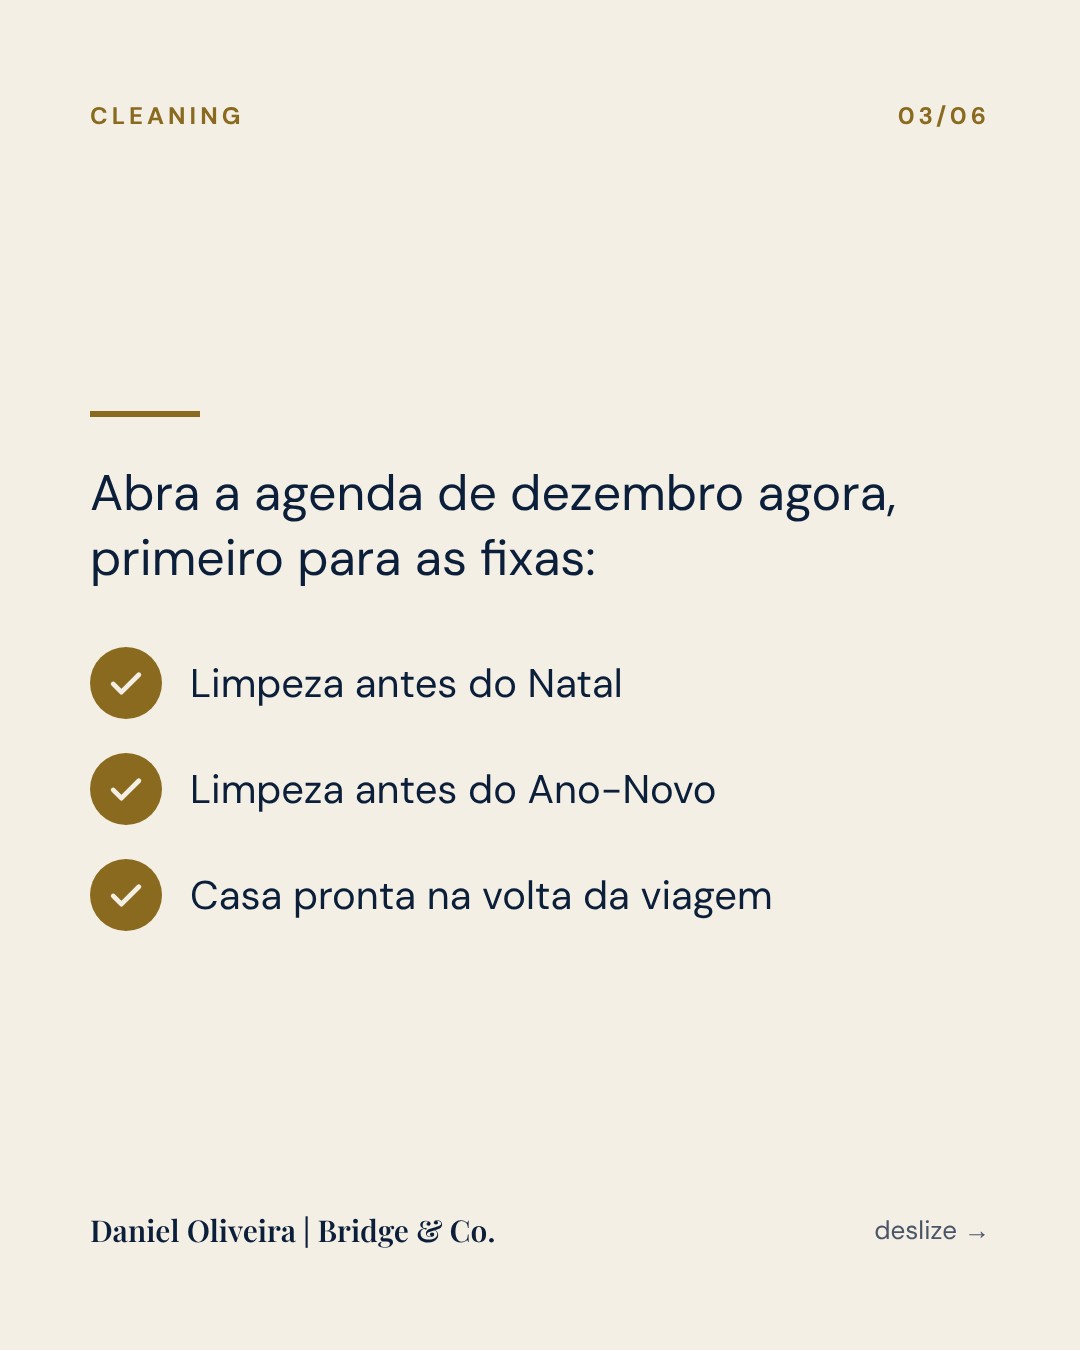 CLEANING
03/06
Abra a agenda de dezembro agora,
primeiro para as fixas:
Limpeza antes do Natal
Limpeza antes do Ano-Novo
Casa pronta na volta da viagem
Daniel Oliveira | Bridge & Co.
deslize →